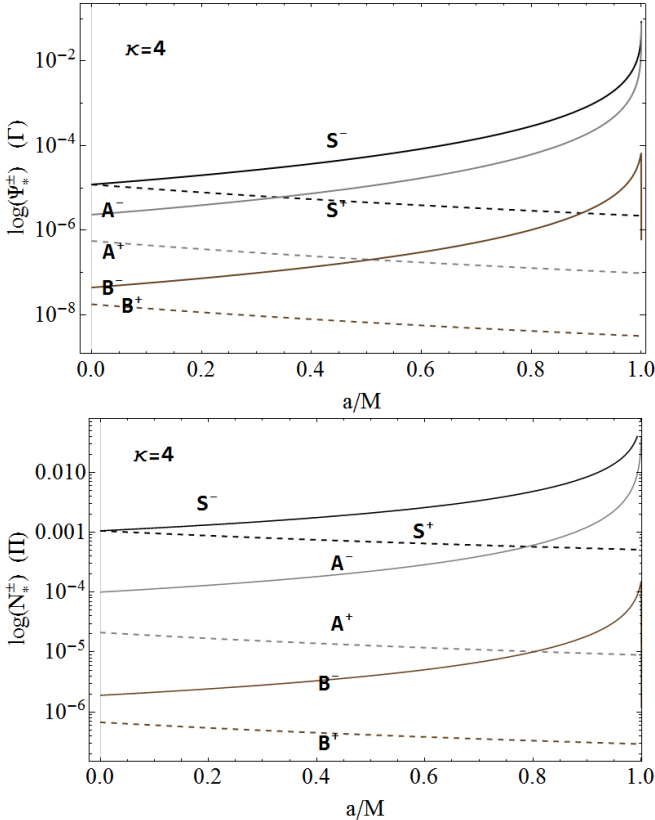 κ=4
10⁻²
10⁻⁴
10⁻⁶
10⁻⁸
log(Ψ*±) (Γ)
S⁻
A⁻
S⁺
A⁺
B⁻
B⁺
0.0 0.2 0.4 0.6 0.8 1.0
a/M
κ=4
0.010
0.001
10⁻⁴
10⁻⁵
10⁻⁶
log(N*±) (Π)
S⁻
S⁺
A⁻
A⁺
B⁻
B⁺
0.0 0.2 0.4 0.6 0.8 1.0
a/M